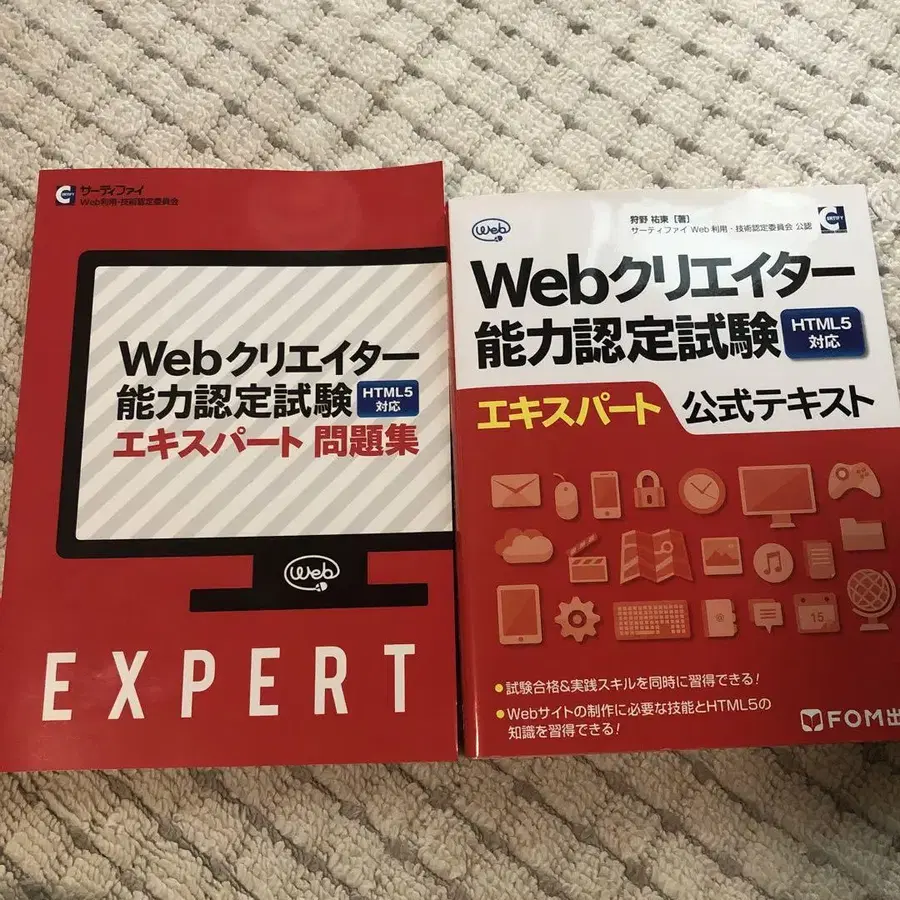 サーティファイ
Web利用・技術認定委員会
Webクリエイター
能力認定試験
HTML5
対応
エキスパート 問題集
web
EXPERT
web
狩野 祐東[著]
サーティファイ Web 利用・技術認定委員会 公認
CERTIFY
Webクリエイター
能力認定試験
HTML5
対応
エキスパート 公式テキスト
15
●試験合格&実践スキルを同時に習得できる!
●Webサイトの制作に必要な技能とHTML5の
知識を習得できる!
FOM出